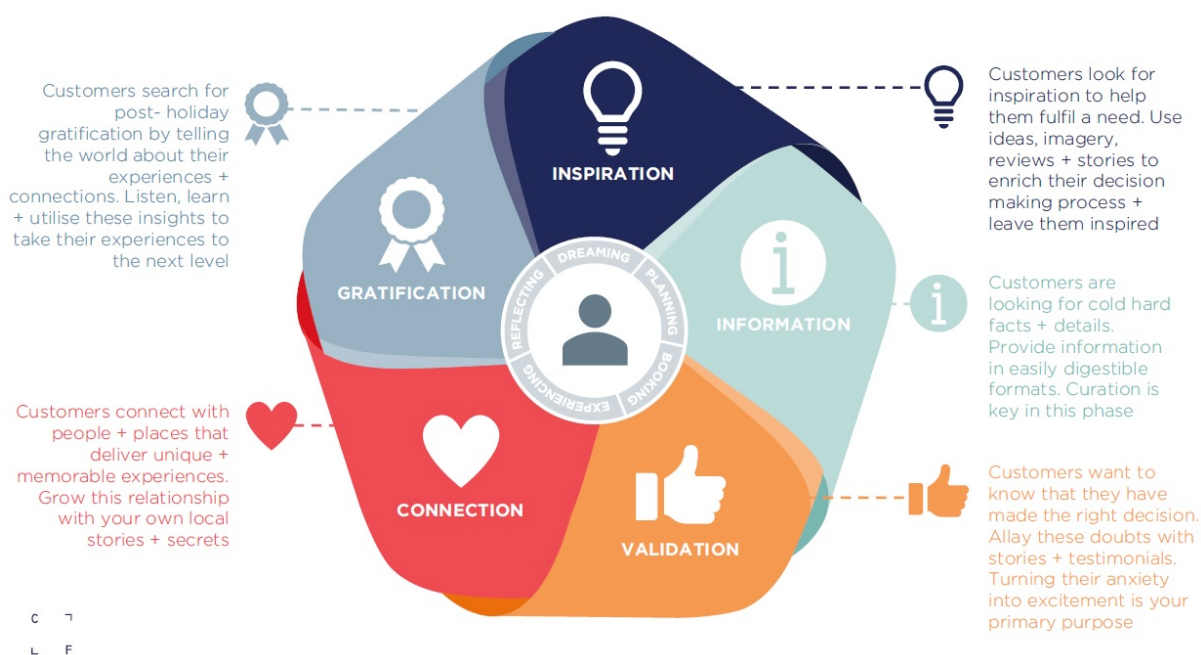 Customers search for
post- holiday
gratification by telling
the world about their
experiences +
connections. Listen, learn
+ utilise these insights to
take their experiences to
the next level
INSPIRATION
Customers look for
inspiration to help
them fulfil a need. Use
ideas, imagery,
reviews + stories to
enrich their decision
making process +
leave them inspired
GRATIFICATION
DREAMING
PLANNING
BOOKING
EXPERIENCING
REFLECTING
INFORMATION
Customers are
looking for cold hard
facts + details.
Provide information
in easily digestible
formats. Curation is
key in this phase
Customers connect with
people + places that
deliver unique +
memorable experiences.
Grow this relationship
with your own local
stories + secrets
CONNECTION
VALIDATION
Customers want to
know that they have
made the right decision.
Allay these doubts with
stories + testimonials.
Turning their anxiety
into excitement is your
primary purpose
C
L F